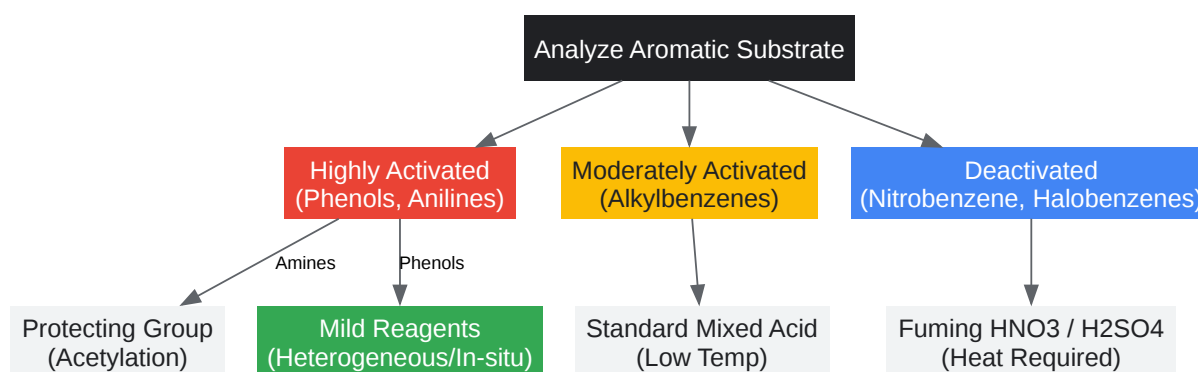 Analyze Aromatic Substrate
Highly Activated
(Phenols, Anilines)
Moderately Activated
(Alkylbenzenes)
Deactivated
(Nitrobenzene, Halobenzenes)
Amines
Phenols
Protecting Group
(Acetylation)
Mild Reagents
(Heterogeneous/In-situ)
Standard Mixed Acid
(Low Temp)
Fuming HNO3 / H2SO4
(Heat Required)